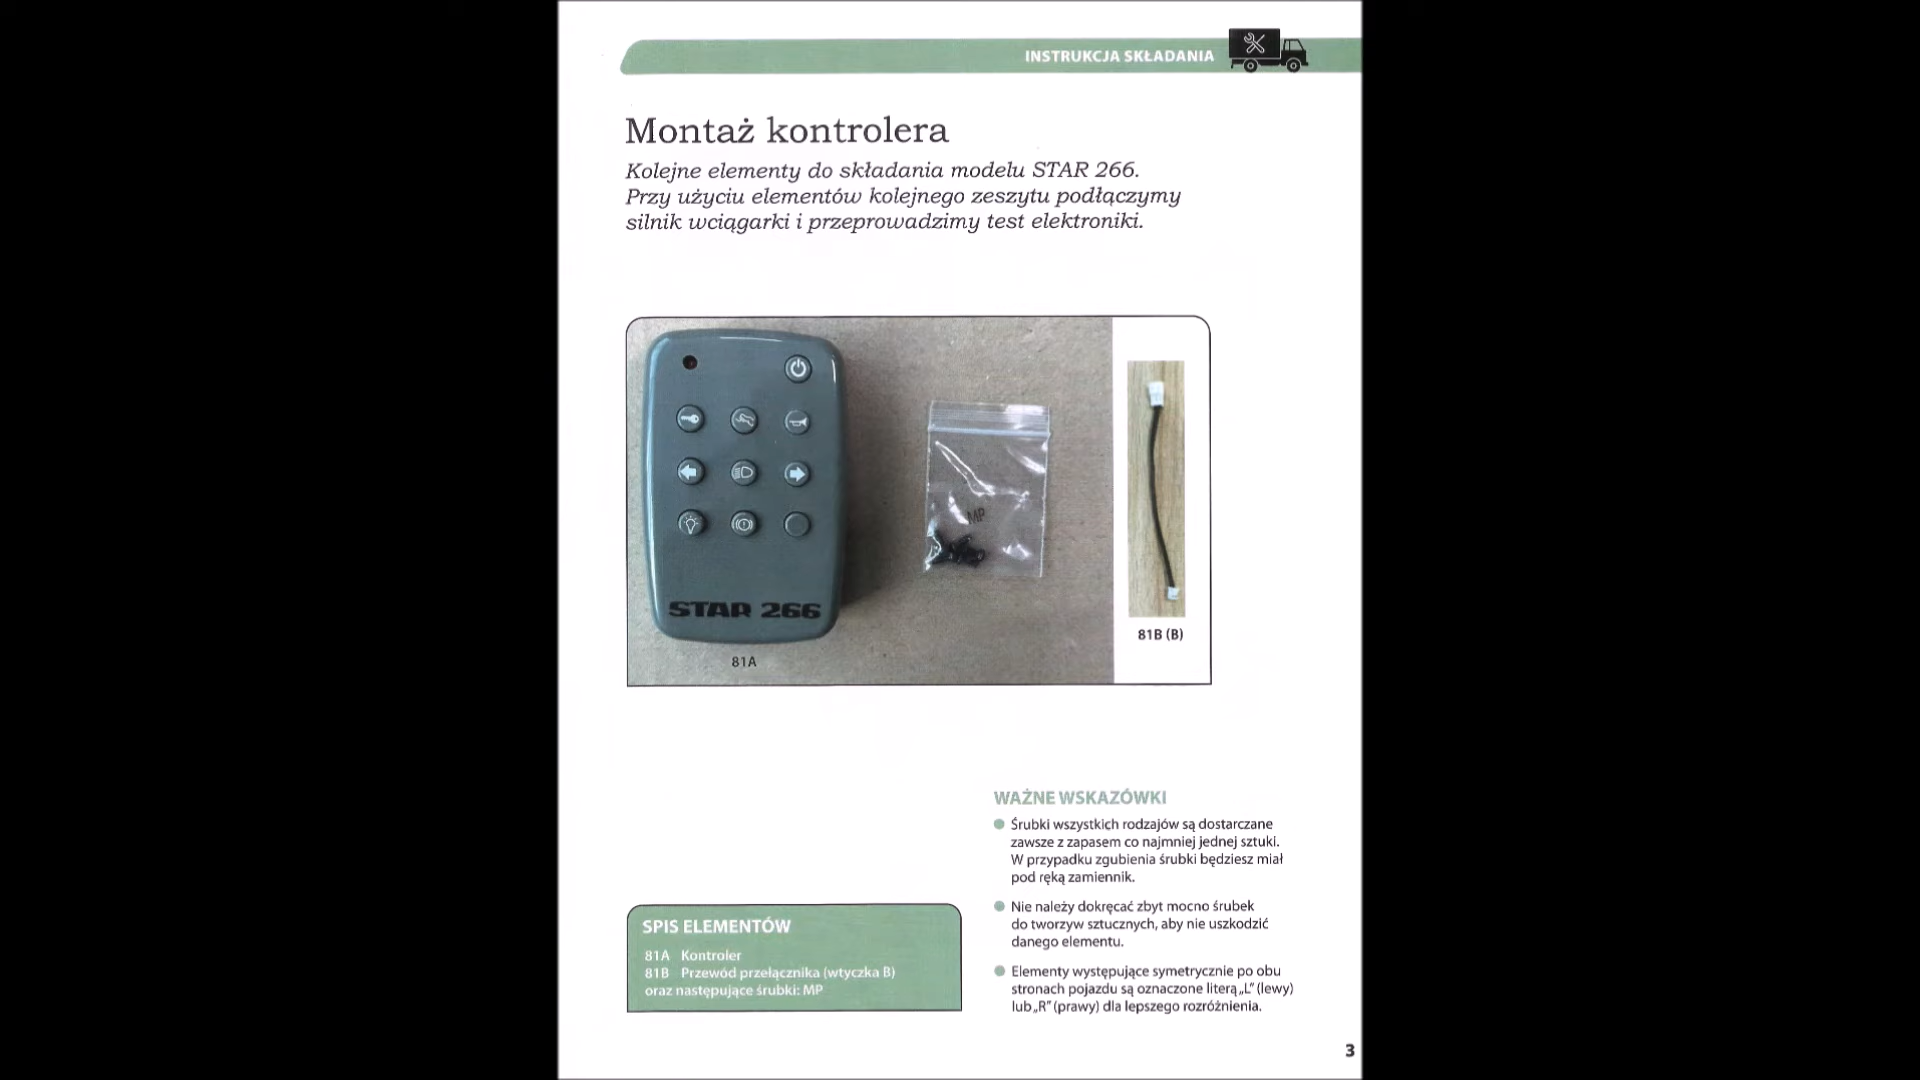 INSTRUKCJA SKŁADANIA
Montaż kontrolera
Kolejne elementy do składania modelu STAR 266.
Przy użyciu elementów kolejnego zeszytu podłączymy
silnik wciągarki i przeprowadzimy test elektroniki.
MP
STAR 266
81A
81B (B)
WAŻNE WSKAZÓWKI
Śrubki wszystkich rodzajów są dostarczane
zawsze z zapasem co najmniej jednej sztuki.
W przypadku zgubienia śrubki będziesz miał
pod ręką zamiennik.
Nie należy dokręcać zbyt mocno śrubek
do tworzyw sztucznych, aby nie uszkodzić
danego elementu.
Elementy występujące symetrycznie po obu
stronach pojazdu są oznaczone literą „L” (lewy)
lub „R” (prawy) dla lepszego rozróżnienia.
SPIS ELEMENTÓW
81A Kontroler
81B Przewód przełącznika (wtyczka B)
oraz następujące śrubki: MP
3